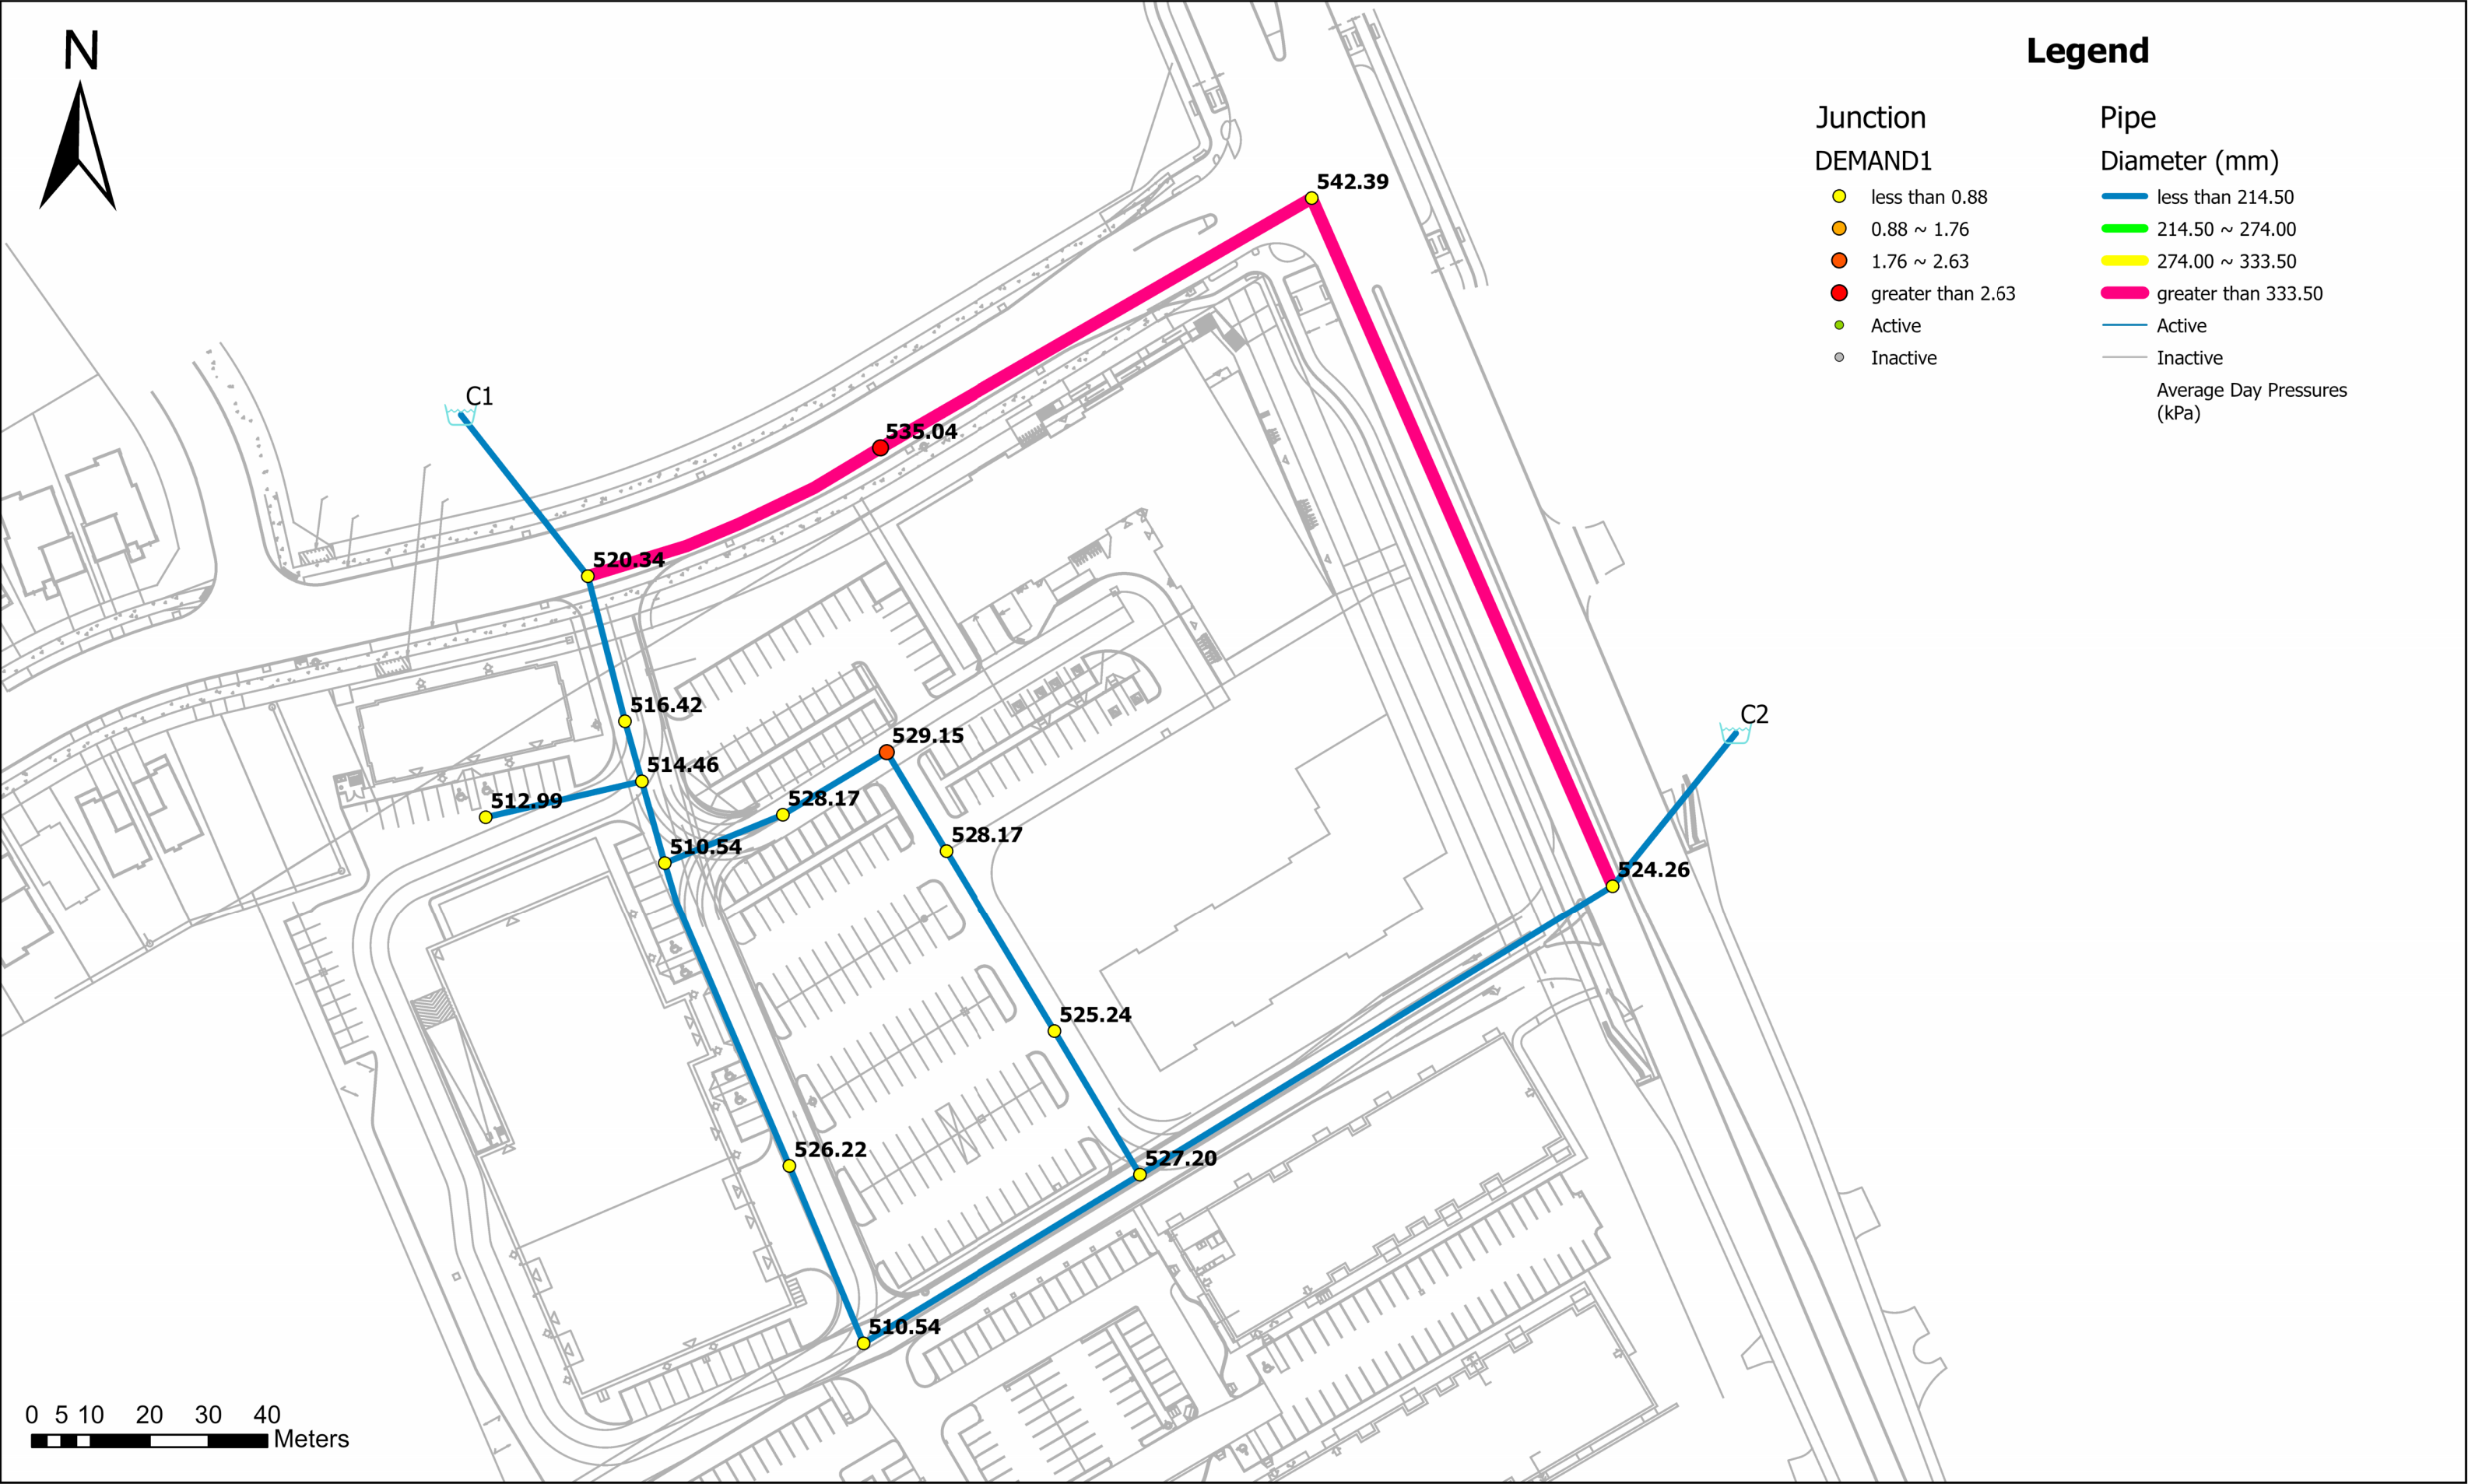 N
Legend
Junction
Pipe
DEMAND1
Diameter (mm)
less than 0.88
less than 214.50
0.88 ~ 1.76
214.50 ~ 274.00
1.76 ~ 2.63
274.00 ~ 333.50
greater than 2.63
greater than 333.50
Active
Active
Inactive
Inactive
Average Day Pressures
(kPa)
542.39
C1
535.04
520.34
516.42
C2
529.15
514.46
512.99
528.17
528.17
510.54
524.26
525.24
526.22
527.20
510.54
0 5 10 20 30 40
Meters